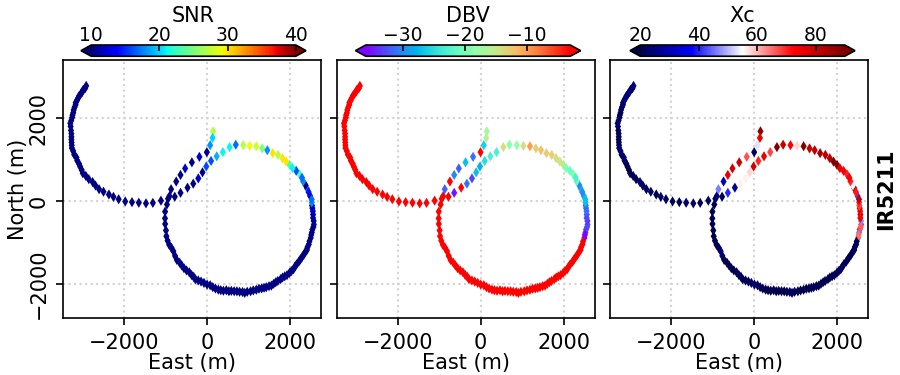 SNR DBV Xc
10 20 30 40 −30 −20 −10 20 40 60 80
North (m)
2000
0
−2000
−2000 0 2000 −2000 0 2000 −2000 0 2000
East (m) East (m) East (m)
IR5211